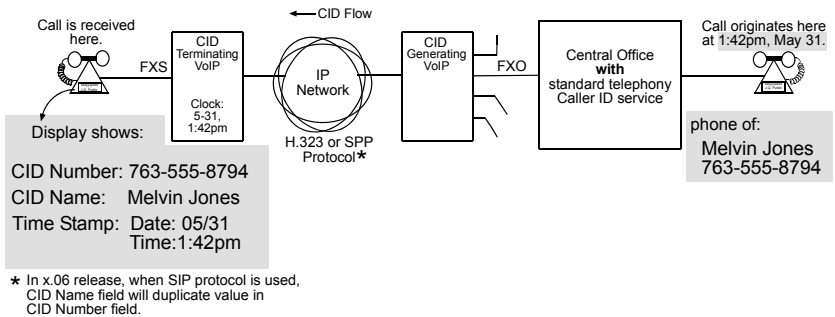 CID Flow
Call is received
here.
FXS
CID
Terminating
VoIP
Clock:
5-31,
1:42pm
IP
Network
H.323 or SPP
Protocol*
CID
Generating
VoIP
FXO
Central Office
with
standard telephony
Caller ID service
Call originates here
at 1:42pm, May 31.
phone of:
Melvin Jones
763-555-8794
Display shows:
CID Number: 763-555-8794
CID Name: Melvin Jones
Time Stamp: Date: 05/31
Time:1:42pm
* In x.06 release, when SIP protocol is used,
CID Name field will duplicate value in
CID Number field.